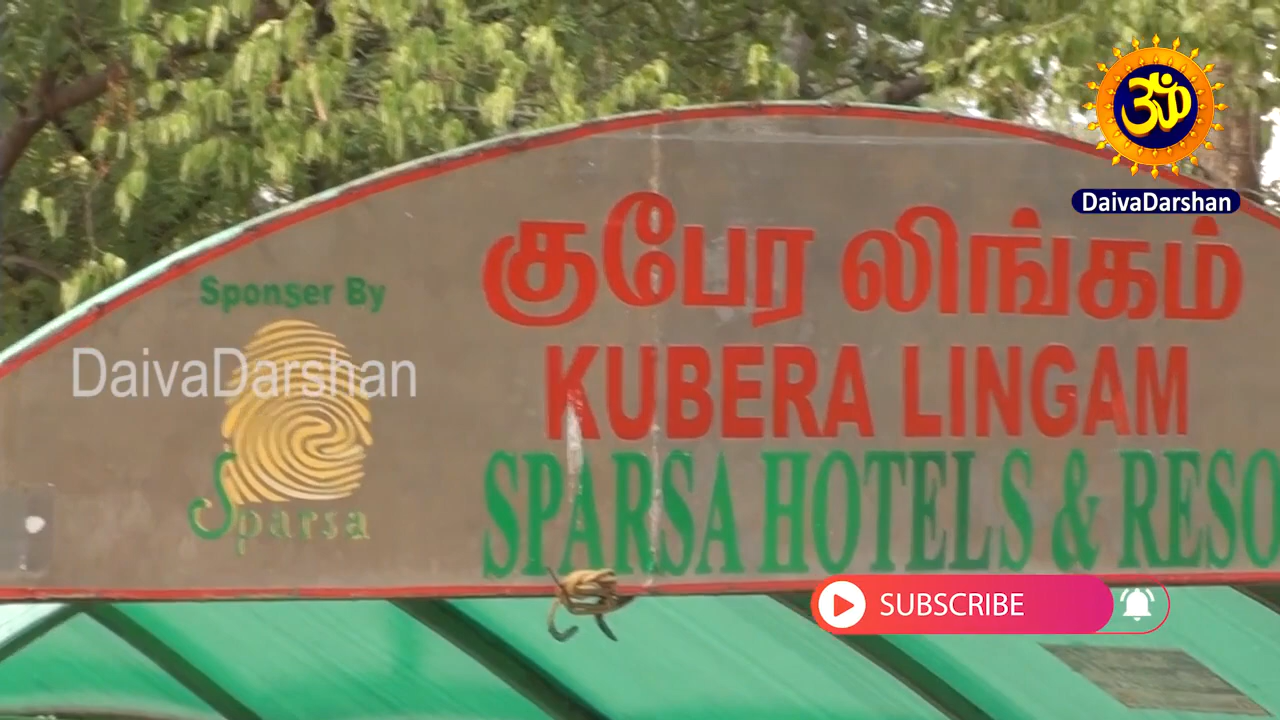 DaivaDarshan
குபேர லிங்கம்
Sponser By
KUBERA LINGAM
DaivaDarshan
SPARSA HOTELS & RESO
Sparsa
SUBSCRIBE